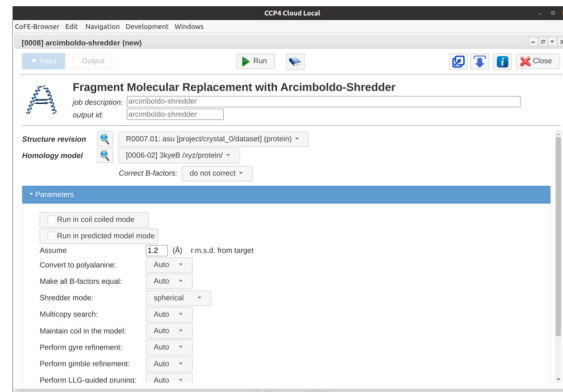 CCP4 Cloud Local
CoFE-Browser Edit Navigation Development Windows
[0008] arcimboldo-shredder (new)
Input Output Run Close
Fragment Molecular Replacement with Arcimboldo-Shredder
job description: arcimboldo-shredder
output id: arcimboldo-shredder
Structure revision R0007.01: asu [project/crystal_0/dataset] (protein)
Homology model [0006-02] 3kyeB /xyz/protein/
Correct B-factors: do not correct
Parameters
Run in coil coiled mode
Run in predicted model mode
Assume 1.2 (Å) r.m.s.d. from target
Convert to polyalanine: Auto
Make all B-factors equal: Auto
Shredder mode: spherical
Multicopy search: Auto
Maintain coil in the model: Auto
Perform gyre refinement: Auto
Perform gimble refinement: Auto
Perform LLG-guided pruning: Auto